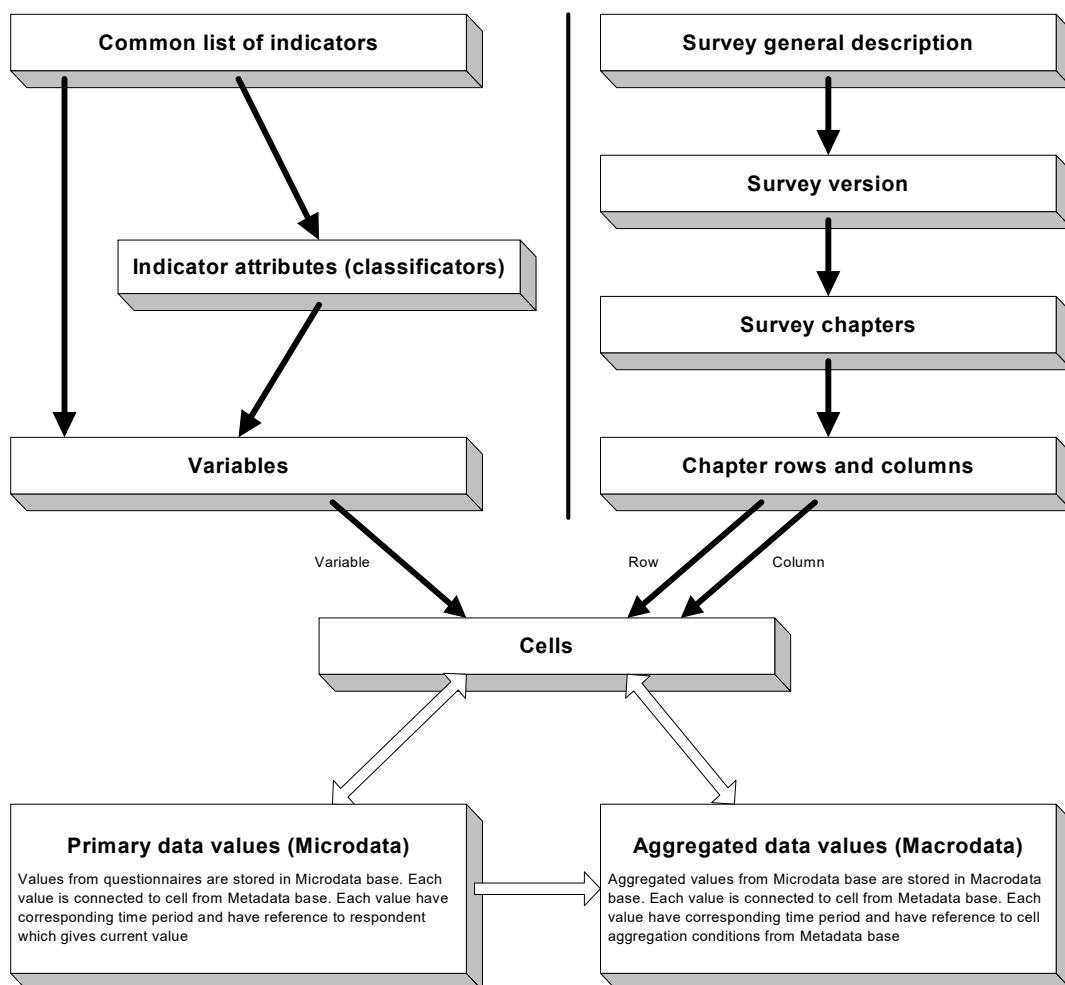 Common list of indicators
Survey general description
Survey version
Indicator attributes (classificators)
Survey chapters
Variables
Chapter rows and columns
Variable
Row
Column
Cells
Primary data values (Microdata)
Values from questionnaires are stored in Microdata base. Each
value is connected to cell from Metadata base. Each value have
corresponding time period and have reference to respondent
which gives current value
Aggregated data values (Macrodata)
Aggregated values from Microdata base are stored in Macrodata
base. Each value is connected to cell from Metadata base. Each
value have corresponding time period and have reference to cell
aggregation conditions from Metadata base